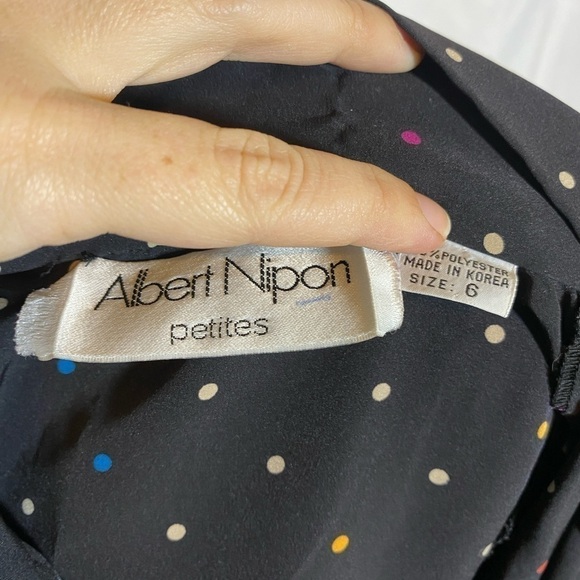 Albert Nipon
petites
% POLYESTER
MADE IN KOREA
SIZE: 6